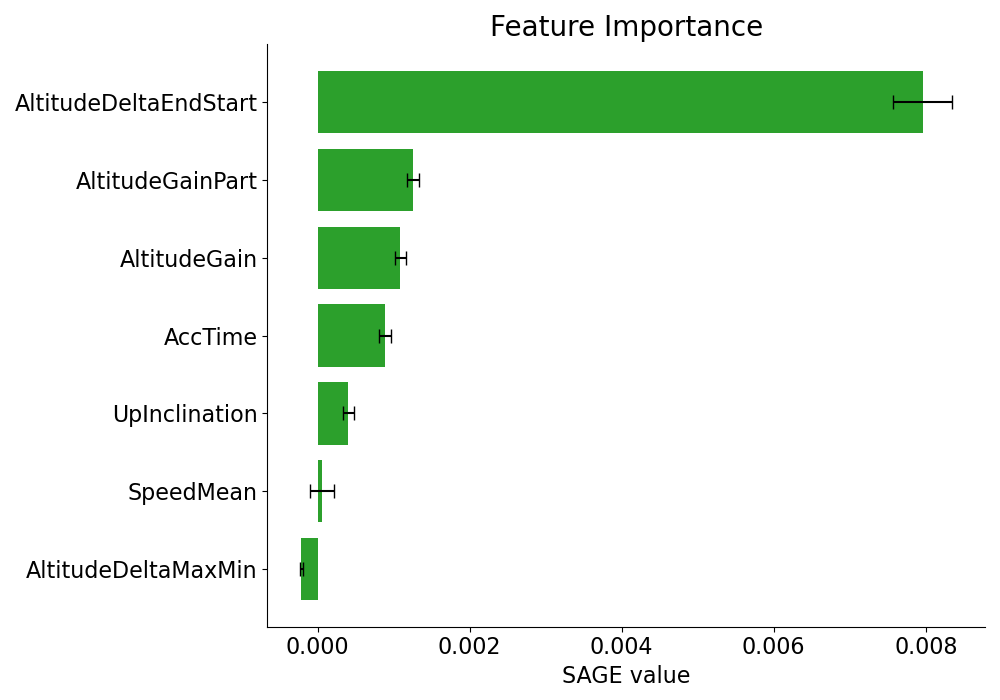 Feature Importance
AltitudeDeltaEndStart
AltitudeGainPart
AltitudeGain
AccTime
UpInclination
SpeedMean
AltitudeDeltaMaxMin
0.000 0.002 0.004 0.006 0.008
SAGE value